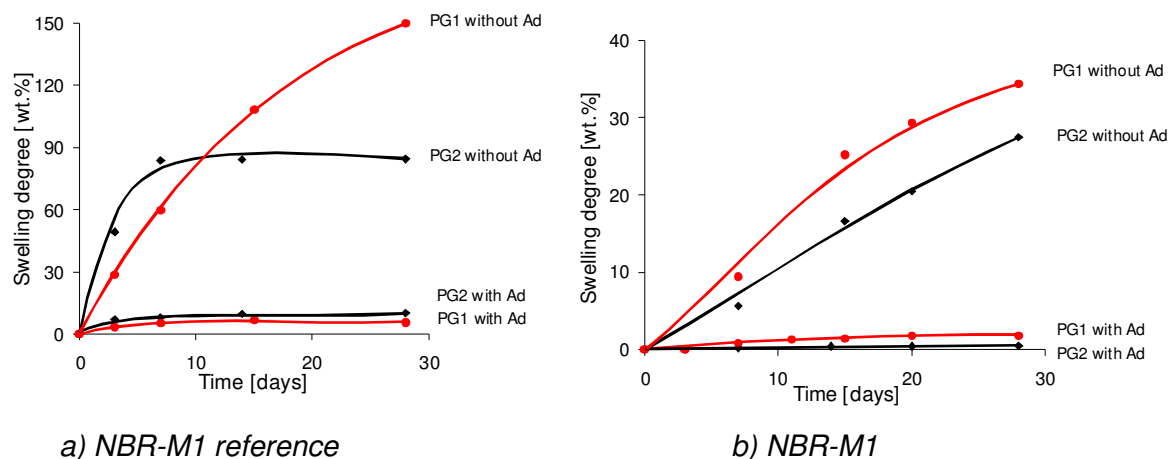 150
120
90
60
30
0
0
10
20
30
Swelling degree [ wt.%]
Time [days]
PG1 without Ad
PG2 without Ad
PG2 with Ad
PG1 with Ad
a) NBR-M1 reference
40
30
20
10
0
0
10
20
30
Swelling degree [wt.%]
Time [days]
PG1 without Ad
PG2 without Ad
PG1 with Ad
PG2 with Ad
b) NBR-M1